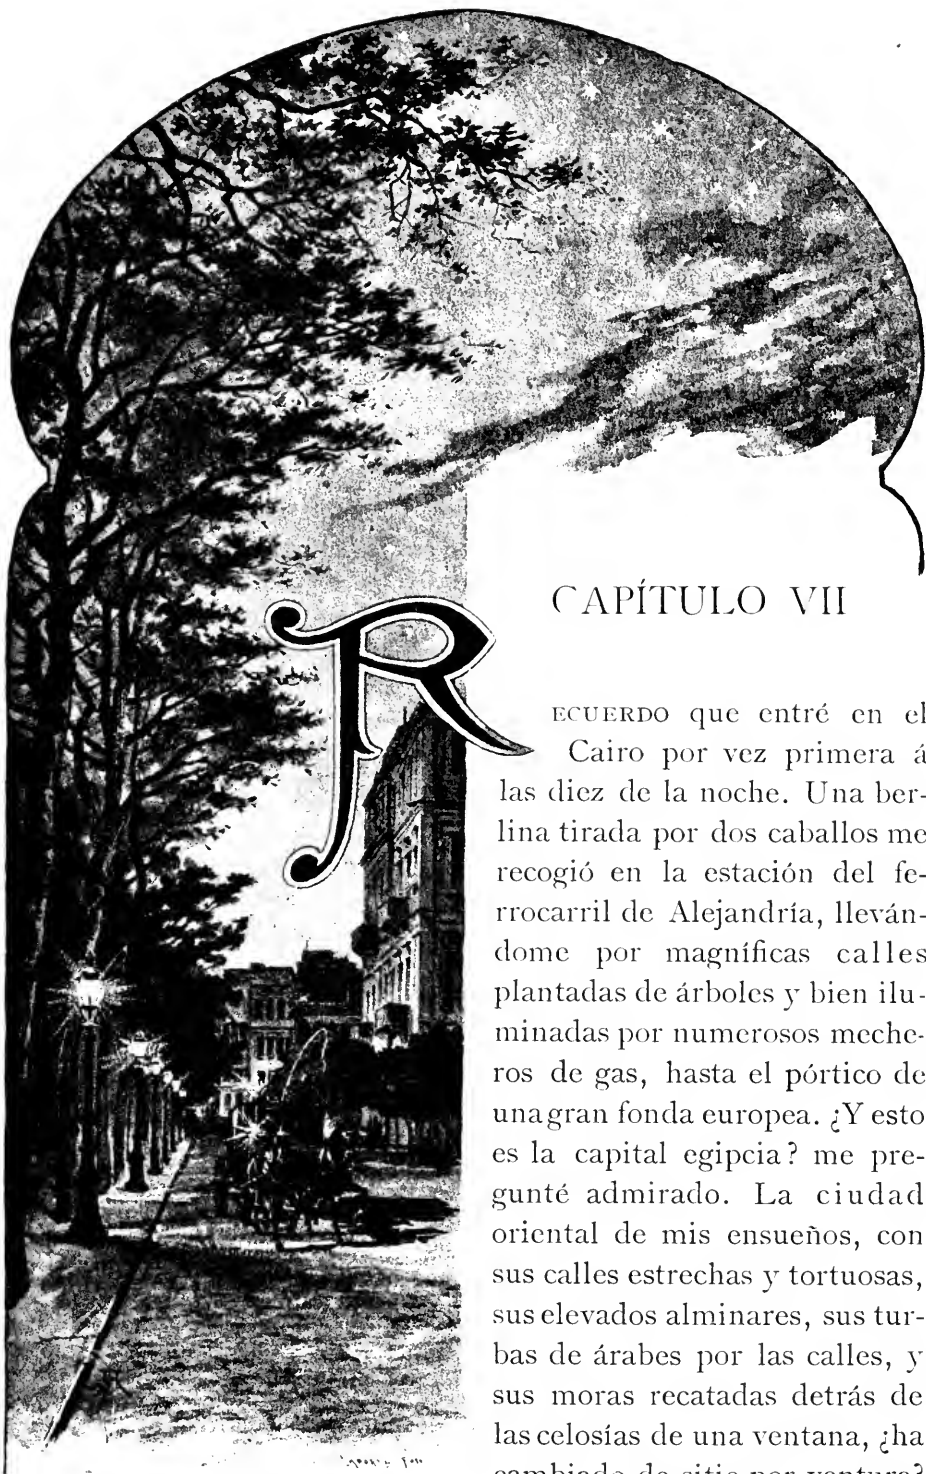 CAPÍTULO VII
RECUERDO que entré en el
Cairo por vez primera á
las diez de la noche. Una ber-
lina tirada por dos caballos me
recogió en la estación del fe-
rrocarril de Alejandría, lleván-
dome por magníficas calles
plantadas de árboles y bien ilu-
minadas por numerosos meche-
ros de gas, hasta el pórtico de
una gran fonda europea. ¿Y esto
es la capital egipcia? me pre-
gunté admirado. La ciudad
oriental de mis ensueños, con
sus calles estrechas y tortuosas,
sus elevados alminares, sus tur-
bas de árabes por las calles, y
sus moras recatadas detrás de
las celosías de una ventana, ¿ha
cambiado de sitio por ventura?